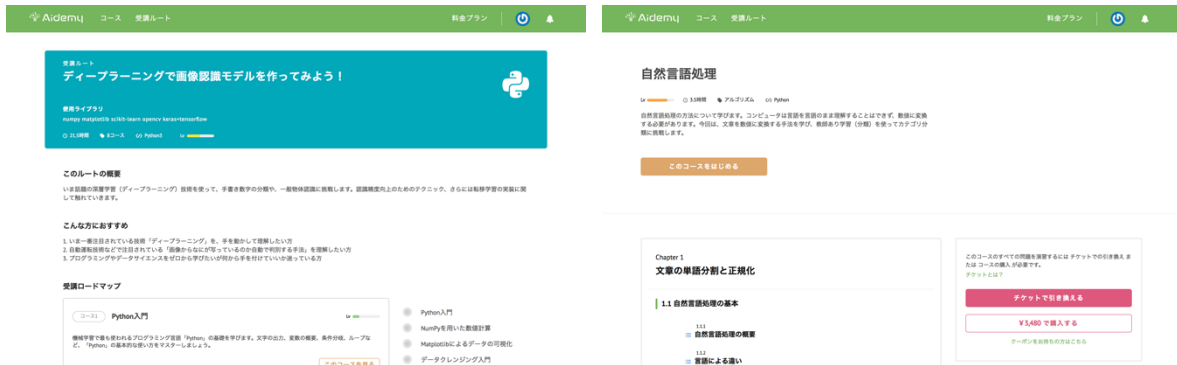 Aidemy コース 受講ルート 料金プラン
受講ルート
ディープラーニングで画像認識モデルを作ってみよう！
使用ライブラリ
numpy matplotlib scikit-learn opencv keras+tensorflow
21.5時間 8コース Python3 Lv
このルートの概要
いま話題の深層学習（ディープラーニング）技術を使って、手書き数字の分類や、一般物体認識に挑戦します。認識精度向上のためのテクニック、さらには転移学習の実装に関
して触れていきます。
こんな方におすすめ
1. いま一番注目されている技術「ディープラーニング」を、手を動かして理解したい方
2. 自動運転技術などで注目されている「画像からなにが写っているのか自動で判別する手法」を理解したい方
3. プログラミングやデータサイエンスをゼロから学びたいが何から手を付けていいか迷っている方
受講ロードマップ
コース1 Python入門 Lv
機械学習で最も使われるプログラミング言語「Python」の基礎を学びます。文字の出力、変数の概要、条件分岐、ループな
ど、「Python」の基本的な使い方をマスターしましょう。
このコースを見る
Python入門
NumPyを用いた数値計算
Matplotlibによるデータの可視化
データクレンジング入門
Aidemy コース 受講ルート 料金プラン
自然言語処理
Lv 3.5時間 アルゴリズム Python
自然言語処理の方法について学びます。コンピュータは言語を言語のまま理解することはできず、数値に変換
する必要があります。今回は、文章を数値に変換する手法を学び、教師あり学習（分類）を使ってカテゴリ分
類に挑戦します。
このコースをはじめる
Chapter 1
文章の単語分割と正規化
1.1 自然言語処理の基本
1.1.1
自然言語処理の概要
1.1.2
言語による違い
このコースのすべての問題を演習するには チケットでの引き換え ま
たは コースの購入 が必要です。
チケットとは？
チケットで引き換える
¥3,480 で購入する
クーポンをお持ちの方はこちら